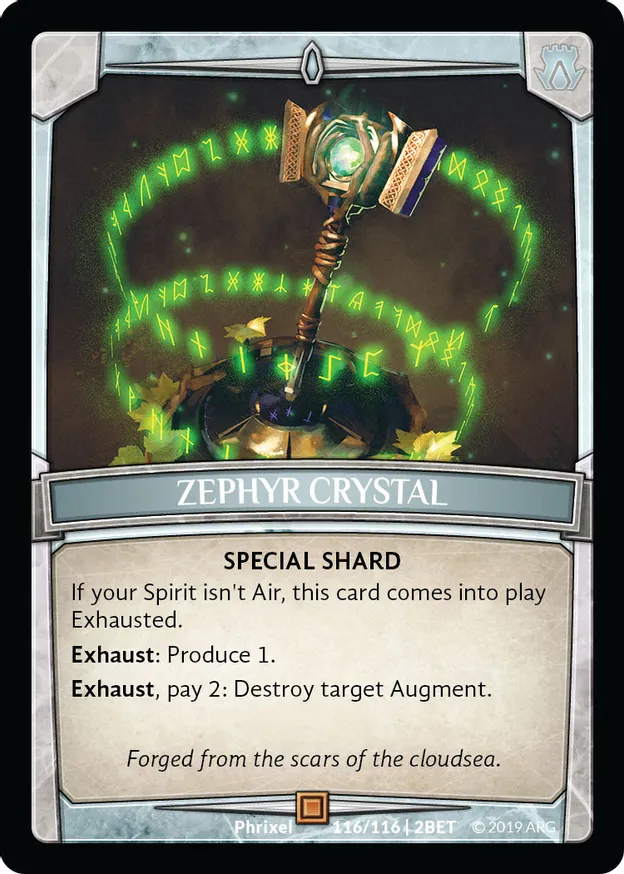 ZEPHYR CRYSTAL
SPECIAL SHARD
If your Spirit isn't Air, this card comes into play
Exhausted.
Exhaust: Produce 1.
Exhaust, pay 2: Destroy target Augment.
Forged from the scars of the cloudsea.
Phrixel 116/116 | 2BET © 2019 ARG